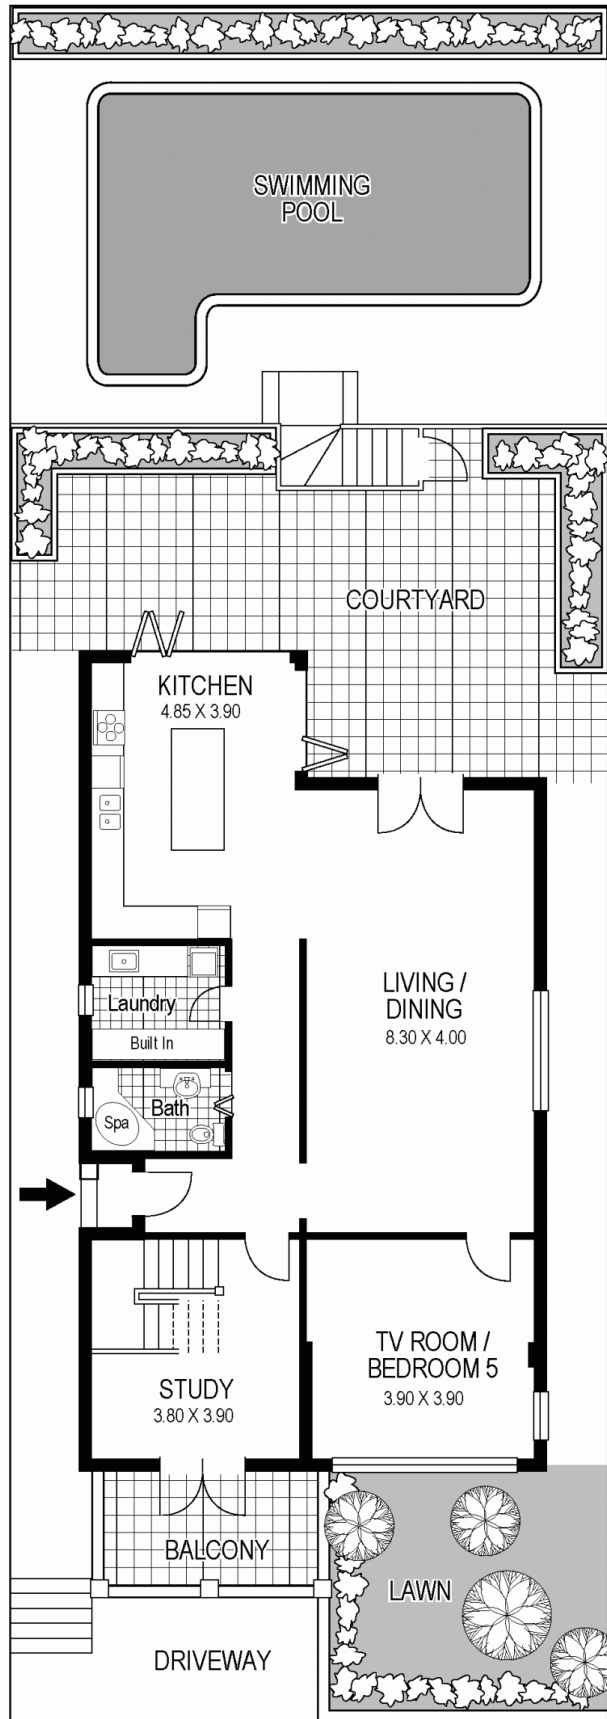 SWIMMING
POOL
COURTYARD
KITCHEN
4.85 X 3.90
LIVING /
DINING
8.30 X 4.00
Laundry
Built In
Bath
Spa
TV ROOM /
BEDROOM 5
3.90 X 3.90
STUDY
3.80 X 3.90
BALCONY
LAWN
DRIVEWAY